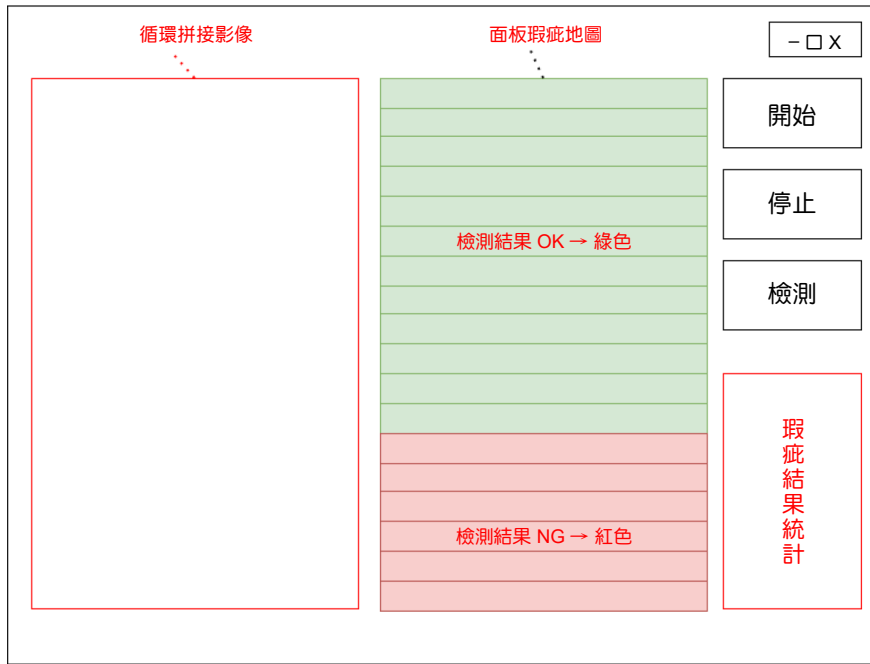 循環拼接影像
面板瑕疵地圖
– □ X
開始
停止
檢測
檢測結果 OK → 綠色
檢測結果 NG → 紅色
瑕疵結果統計